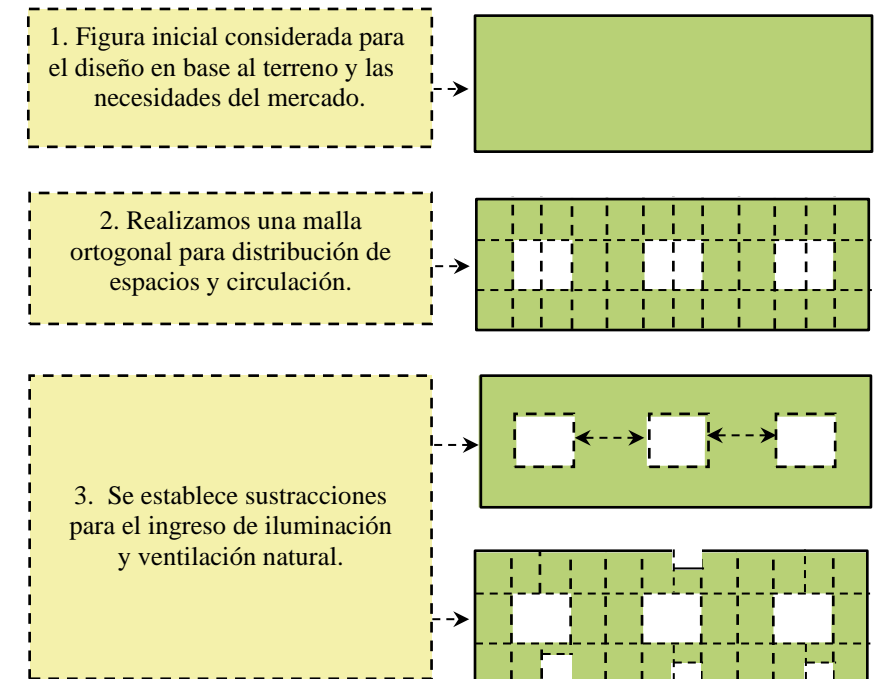 1. Figura inicial considerada para
el diseño en base al terreno y las
necesidades del mercado.
2. Realizamos una malla
ortogonal para distribución de
espacios y circulación.
3. Se establece sustracciones
para el ingreso de iluminación
y ventilación natural.